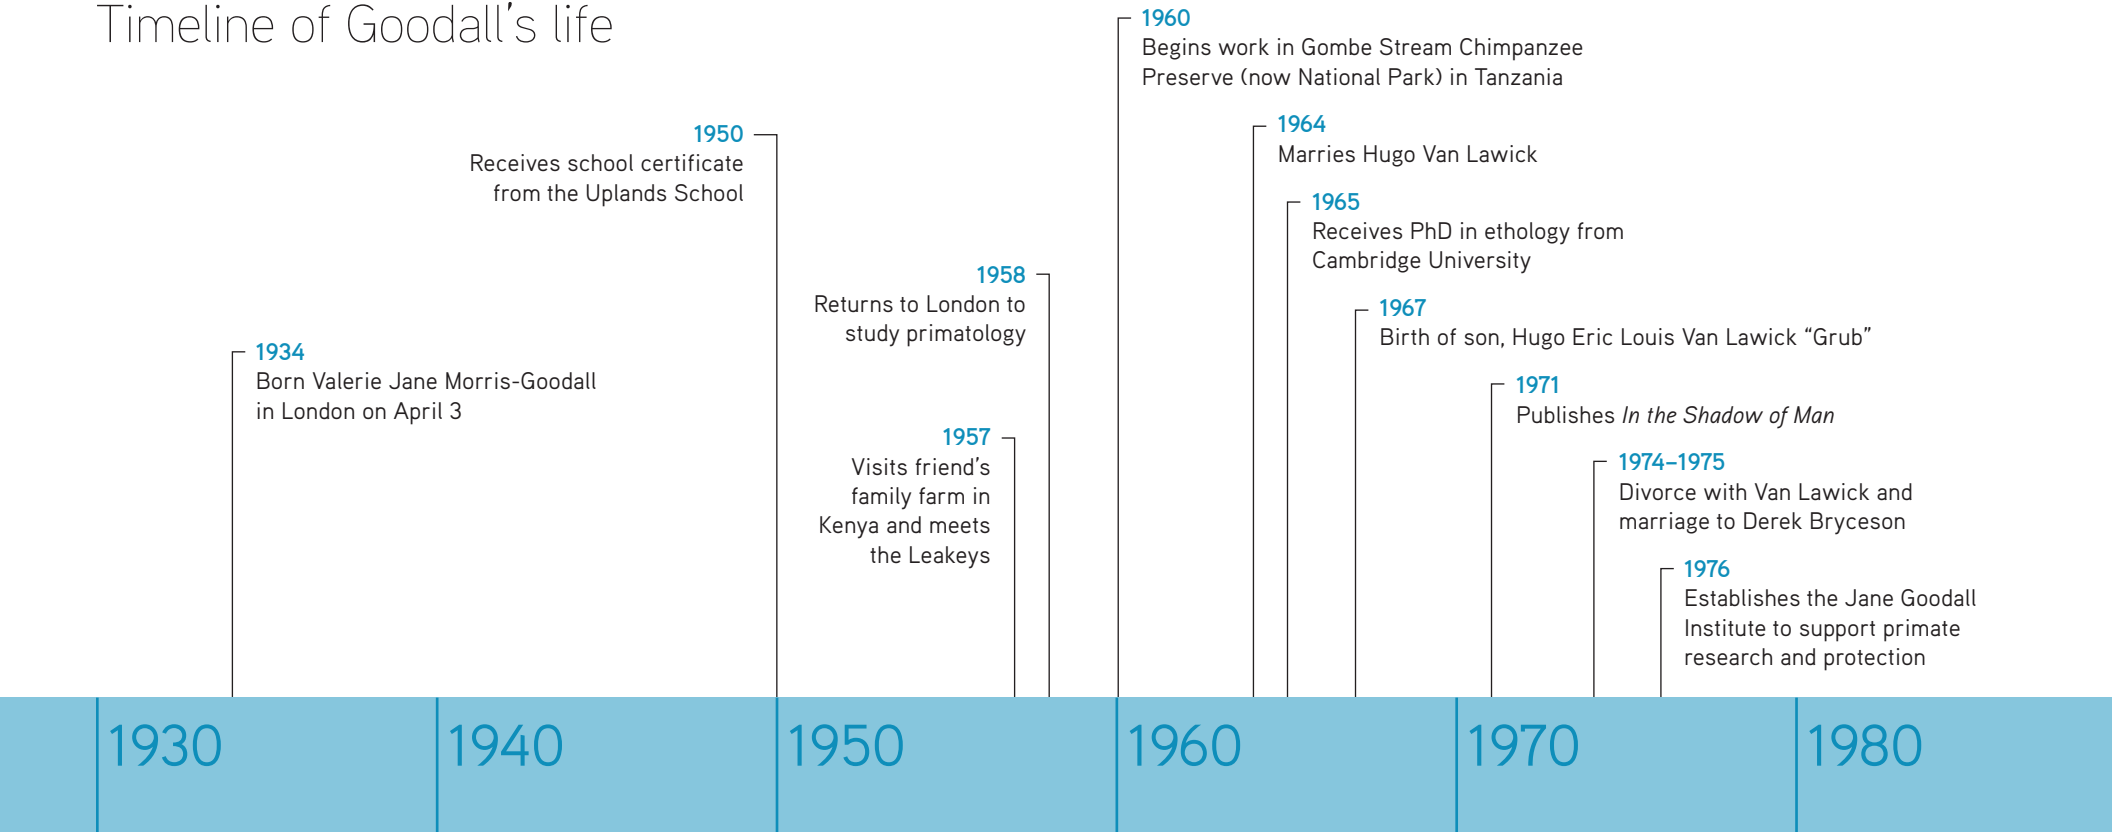 Timeline of Goodall's life
1934
Born Valerie Jane Morris-Goodall
in London on April 3
1950
Receives school certificate
from the Uplands School
1957
Visits friend's
family farm in
Kenya and meets
the Leakeys
1958
Returns to London to
study primatology
1960
Begins work in Gombe Stream Chimpanzee
Preserve (now National Park) in Tanzania
1964
Marries Hugo Van Lawick
1965
Receives PhD in ethology from
Cambridge University
1967
Birth of son, Hugo Eric Louis Van Lawick “Grub”
1971
Publishes In the Shadow of Man
1974–1975
Divorce with Van Lawick and
marriage to Derek Bryceson
1976
Establishes the Jane Goodall
Institute to support primate
research and protection
1930
1940
1950
1960
1970
1980